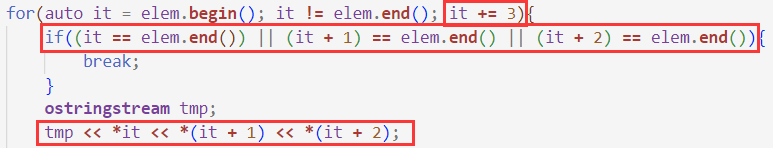 for(auto it = elem.begin(); it != elem.end(); it += 3){
if((it == elem.end()) || (it + 1) == elem.end() || (it + 2) == elem.end()){
break;
}
ostringstream tmp;
tmp << *it << *(it + 1) << *(it + 2);